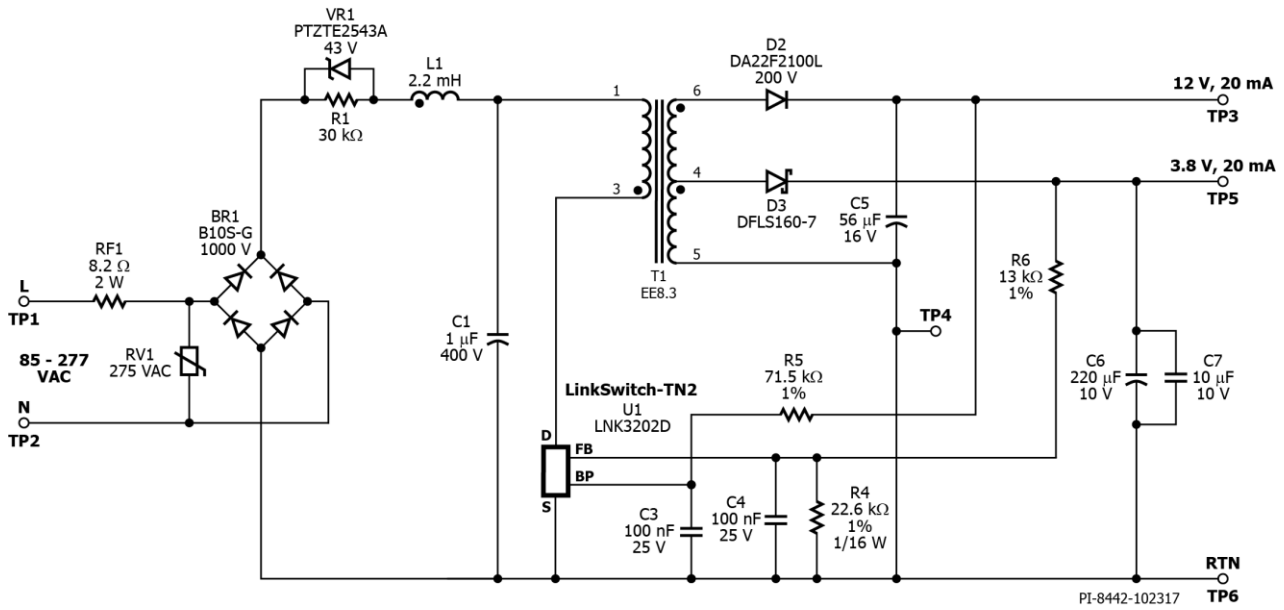 VR1
PTZTE2543A
43 V
L1
2.2 mH
R1
30 kΩ
D2
DA22F2100L
200 V
1
6
12 V, 20 mA
TP3
3
4
3.8 V, 20 mA
TP5
D3
DFLS160-7
C5
56 μF
16 V
BR1
B10S-G
1000 V
RF1
8.2 Ω
2 W
5
T1
EE8.3
R6
13 kΩ
1%
L
TP1
TP4
C1
1 μF
400 V
85 - 277
VAC
RV1
275 VAC
R5
71.5 kΩ
1%
C6
220 μF
10 V
C7
10 μF
10 V
LinkSwitch-TN2
U1
LNK3202D
N
TP2
D
FB
BP
S
C3
100 nF
25 V
C4
100 nF
25 V
R4
22.6 kΩ
1%
1/16 W
RTN
TP6
PI-8442-102317